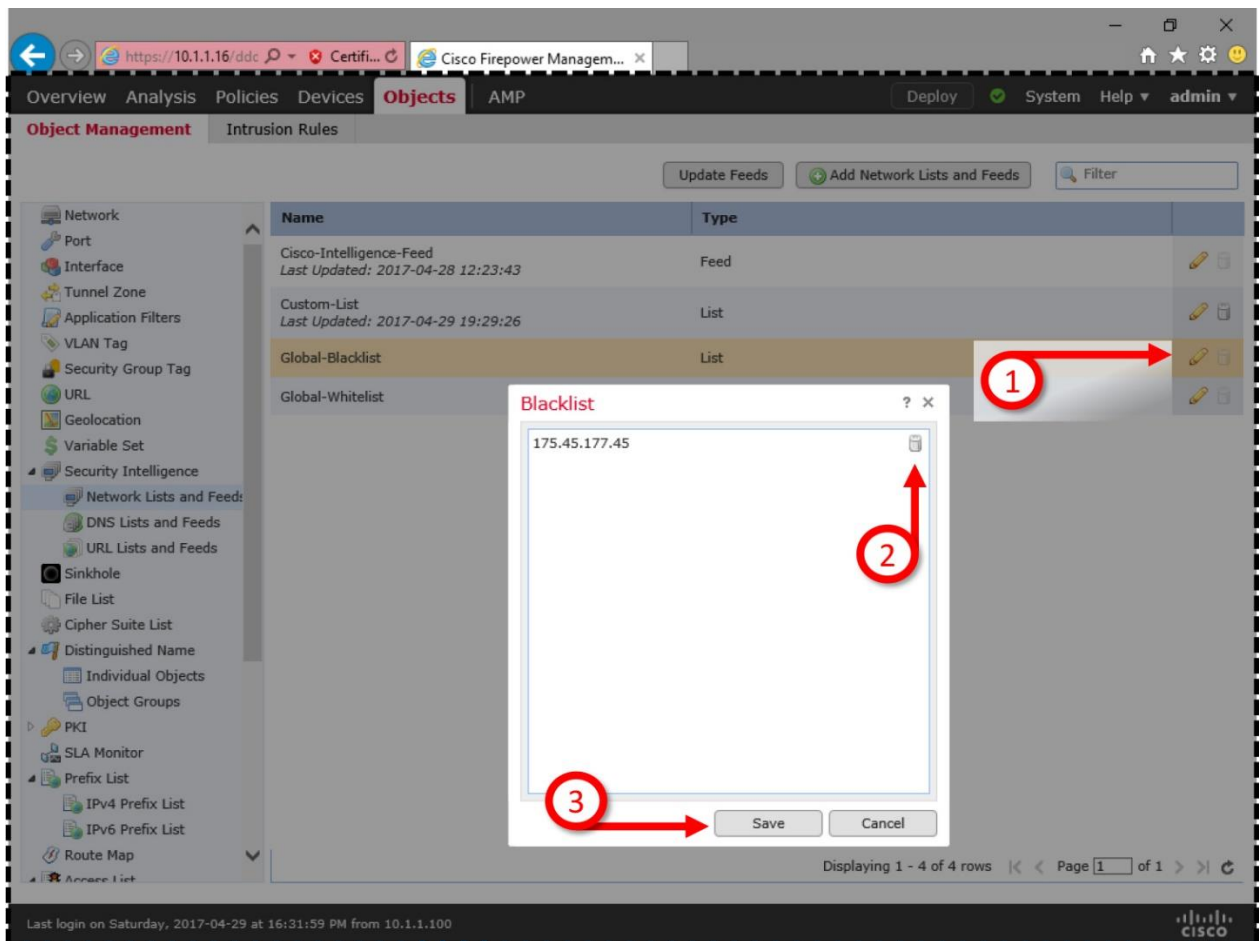 https://10.1.1.16/ddc
Certifi...
Cisco Firepower Managem...
Overview Analysis Policies Devices Objects AMP Deploy System Help admin
Object Management Intrusion Rules
Update Feeds Add Network Lists and Feeds Filter
Network
Port
Interface
Tunnel Zone
Application Filters
VLAN Tag
Security Group Tag
URL
Geolocation
Variable Set
Security Intelligence
Network Lists and Feeds
DNS Lists and Feeds
URL Lists and Feeds
Sinkhole
File List
Cipher Suite List
Distinguished Name
Individual Objects
Object Groups
PKI
SLA Monitor
Prefix List
IPv4 Prefix List
IPv6 Prefix List
Route Map
Access List
Name Type
Cisco-Intelligence-Feed
Last Updated: 2017-04-28 12:23:43
Feed
Custom-List
Last Updated: 2017-04-29 19:29:26
List
Global-Blacklist List
1
Global-Whitelist
Blacklist ? ×
175.45.177.45
2
3
Save Cancel
Displaying 1 - 4 of 4 rows |< < Page 1 of 1 > >|
Last login on Saturday, 2017-04-29 at 16:31:59 PM from 10.1.1.100
CISCO